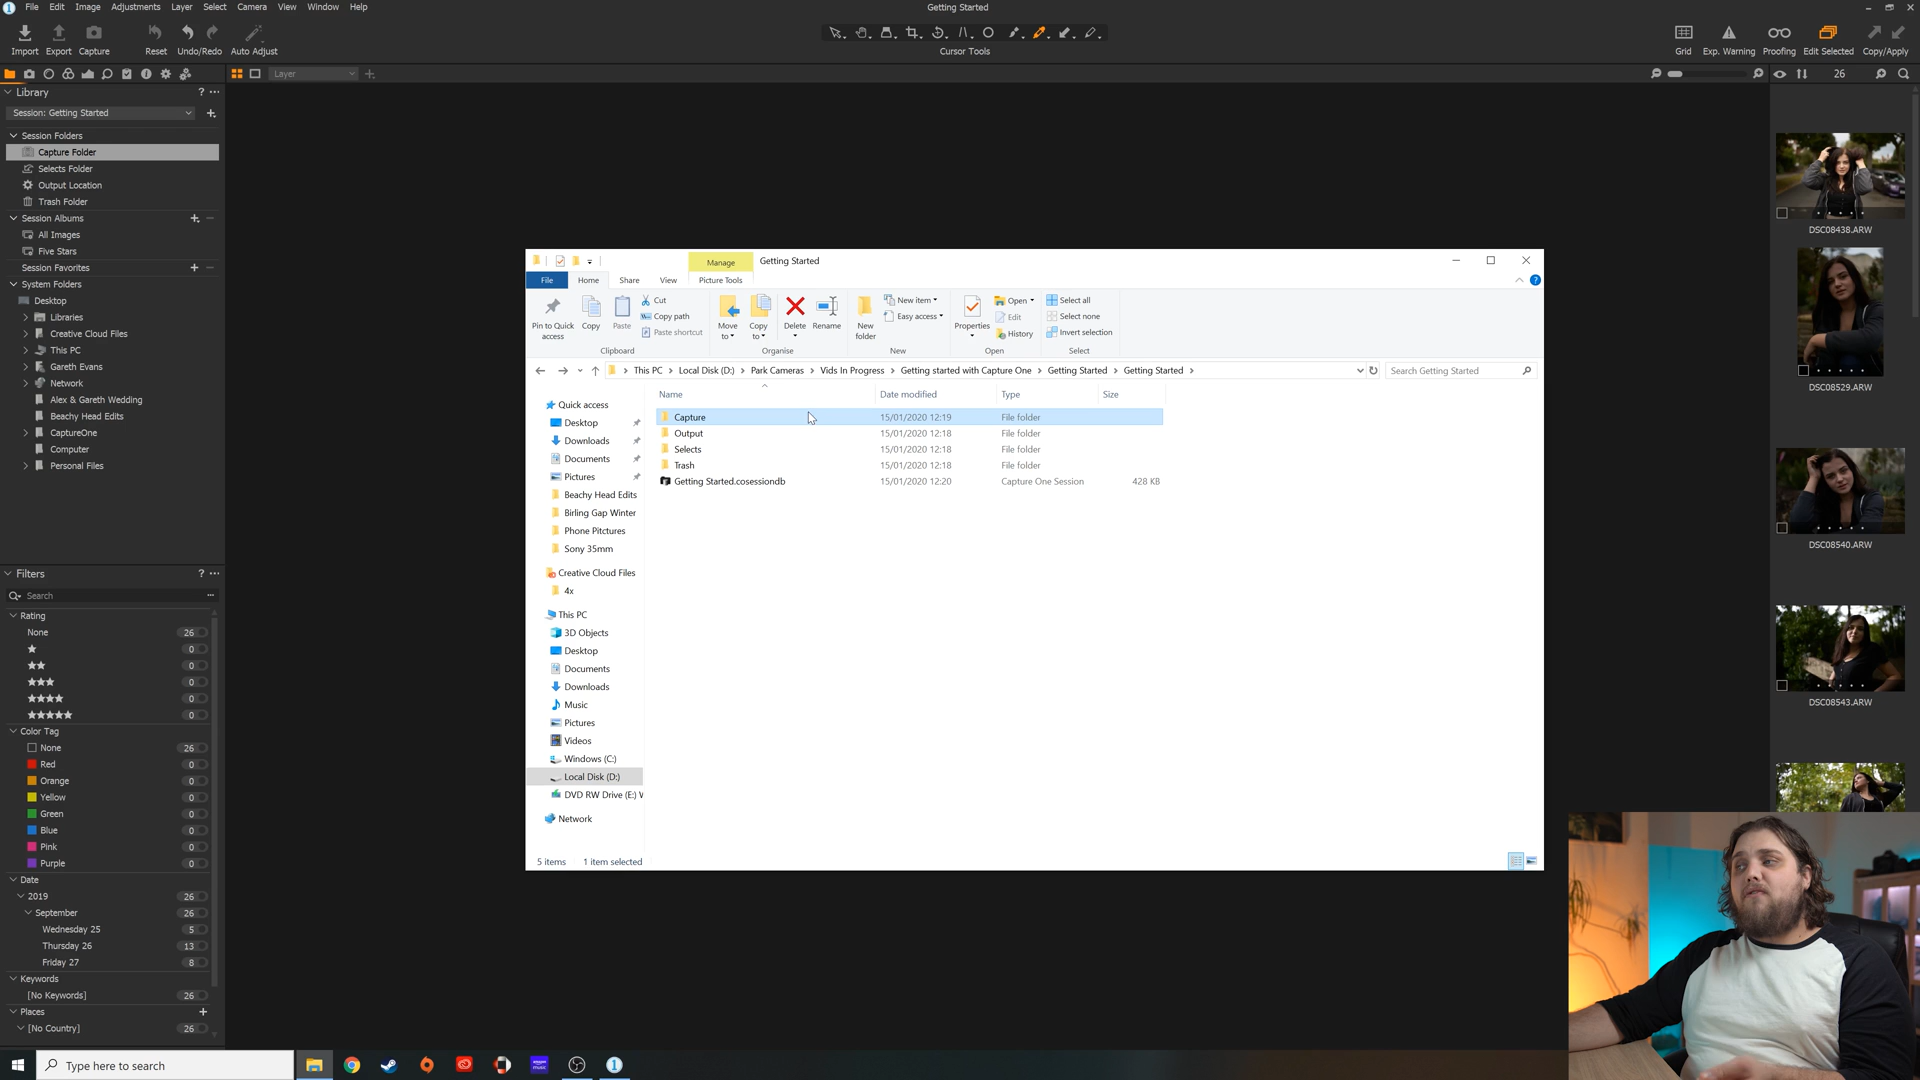 File Edit Image Adjustments Layer Select Camera View Window Help
Getting Started
Import Export Capture Reset Undo/Redo Auto Adjust
Cursor Tools
Grid Exp. Warning Proofing Edit Selected Copy/Apply
Layer
26
Library
Session: Getting Started
Session Folders
Capture Folder
Selects Folder
Output Location
Trash Folder
Session Albums
All Images
Five Stars
Session Favorites
System Folders
Desktop
Libraries
Creative Cloud Files
This PC
Gareth Evans
Network
Alex & Gareth Wedding
Beachy Head Edits
CaptureOne
Computer
Personal Files
Filters
Search
Rating
None 26
0
0
0
0
0
Color Tag
None 26
Red 0
Orange 0
Yellow 0
Green 0
Blue 0
Pink 0
Purple 0
Date
2019 26
September 26
Wednesday 25 5
Thursday 26 13
Friday 27 8
Keywords
[No Keywords] 26
Places
[No Country] 26
Manage
Getting Started
File Home Share View Picture Tools
Pin to Quick access
Copy
Paste
Cut
Copy path
Paste shortcut
Clipboard
Move to
Copy to
Delete
Rename
Organise
New folder
New item
Easy access
New
Properties
Open
Edit
History
Open
Select all
Select none
Invert selection
Select
This PC > Local Disk (D:) > Park Cameras > Vids In Progress > Getting started with Capture One > Getting Started > Getting Started >
Search Getting Started
Name Date modified Type Size
Capture 15/01/2020 12:19 File folder
Output 15/01/2020 12:18 File folder
Selects 15/01/2020 12:18 File folder
Trash 15/01/2020 12:18 File folder
Getting Started.cosessiondb 15/01/2020 12:20 Capture One Session 428 KB
Quick access
Desktop
Downloads
Documents
Pictures
Beachy Head Edits
Birling Gap Winter
Phone Pitctures
Sony 35mm
Creative Cloud Files
4x
This PC
3D Objects
Desktop
Documents
Downloads
Music
Pictures
Videos
Windows (C:)
Local Disk (D:)
DVD RW Drive (E:) V
Network
5 items 1 item selected
DSC08438.ARW
DSC08529.ARW
DSC08540.ARW
DSC08543.ARW
Type here to search